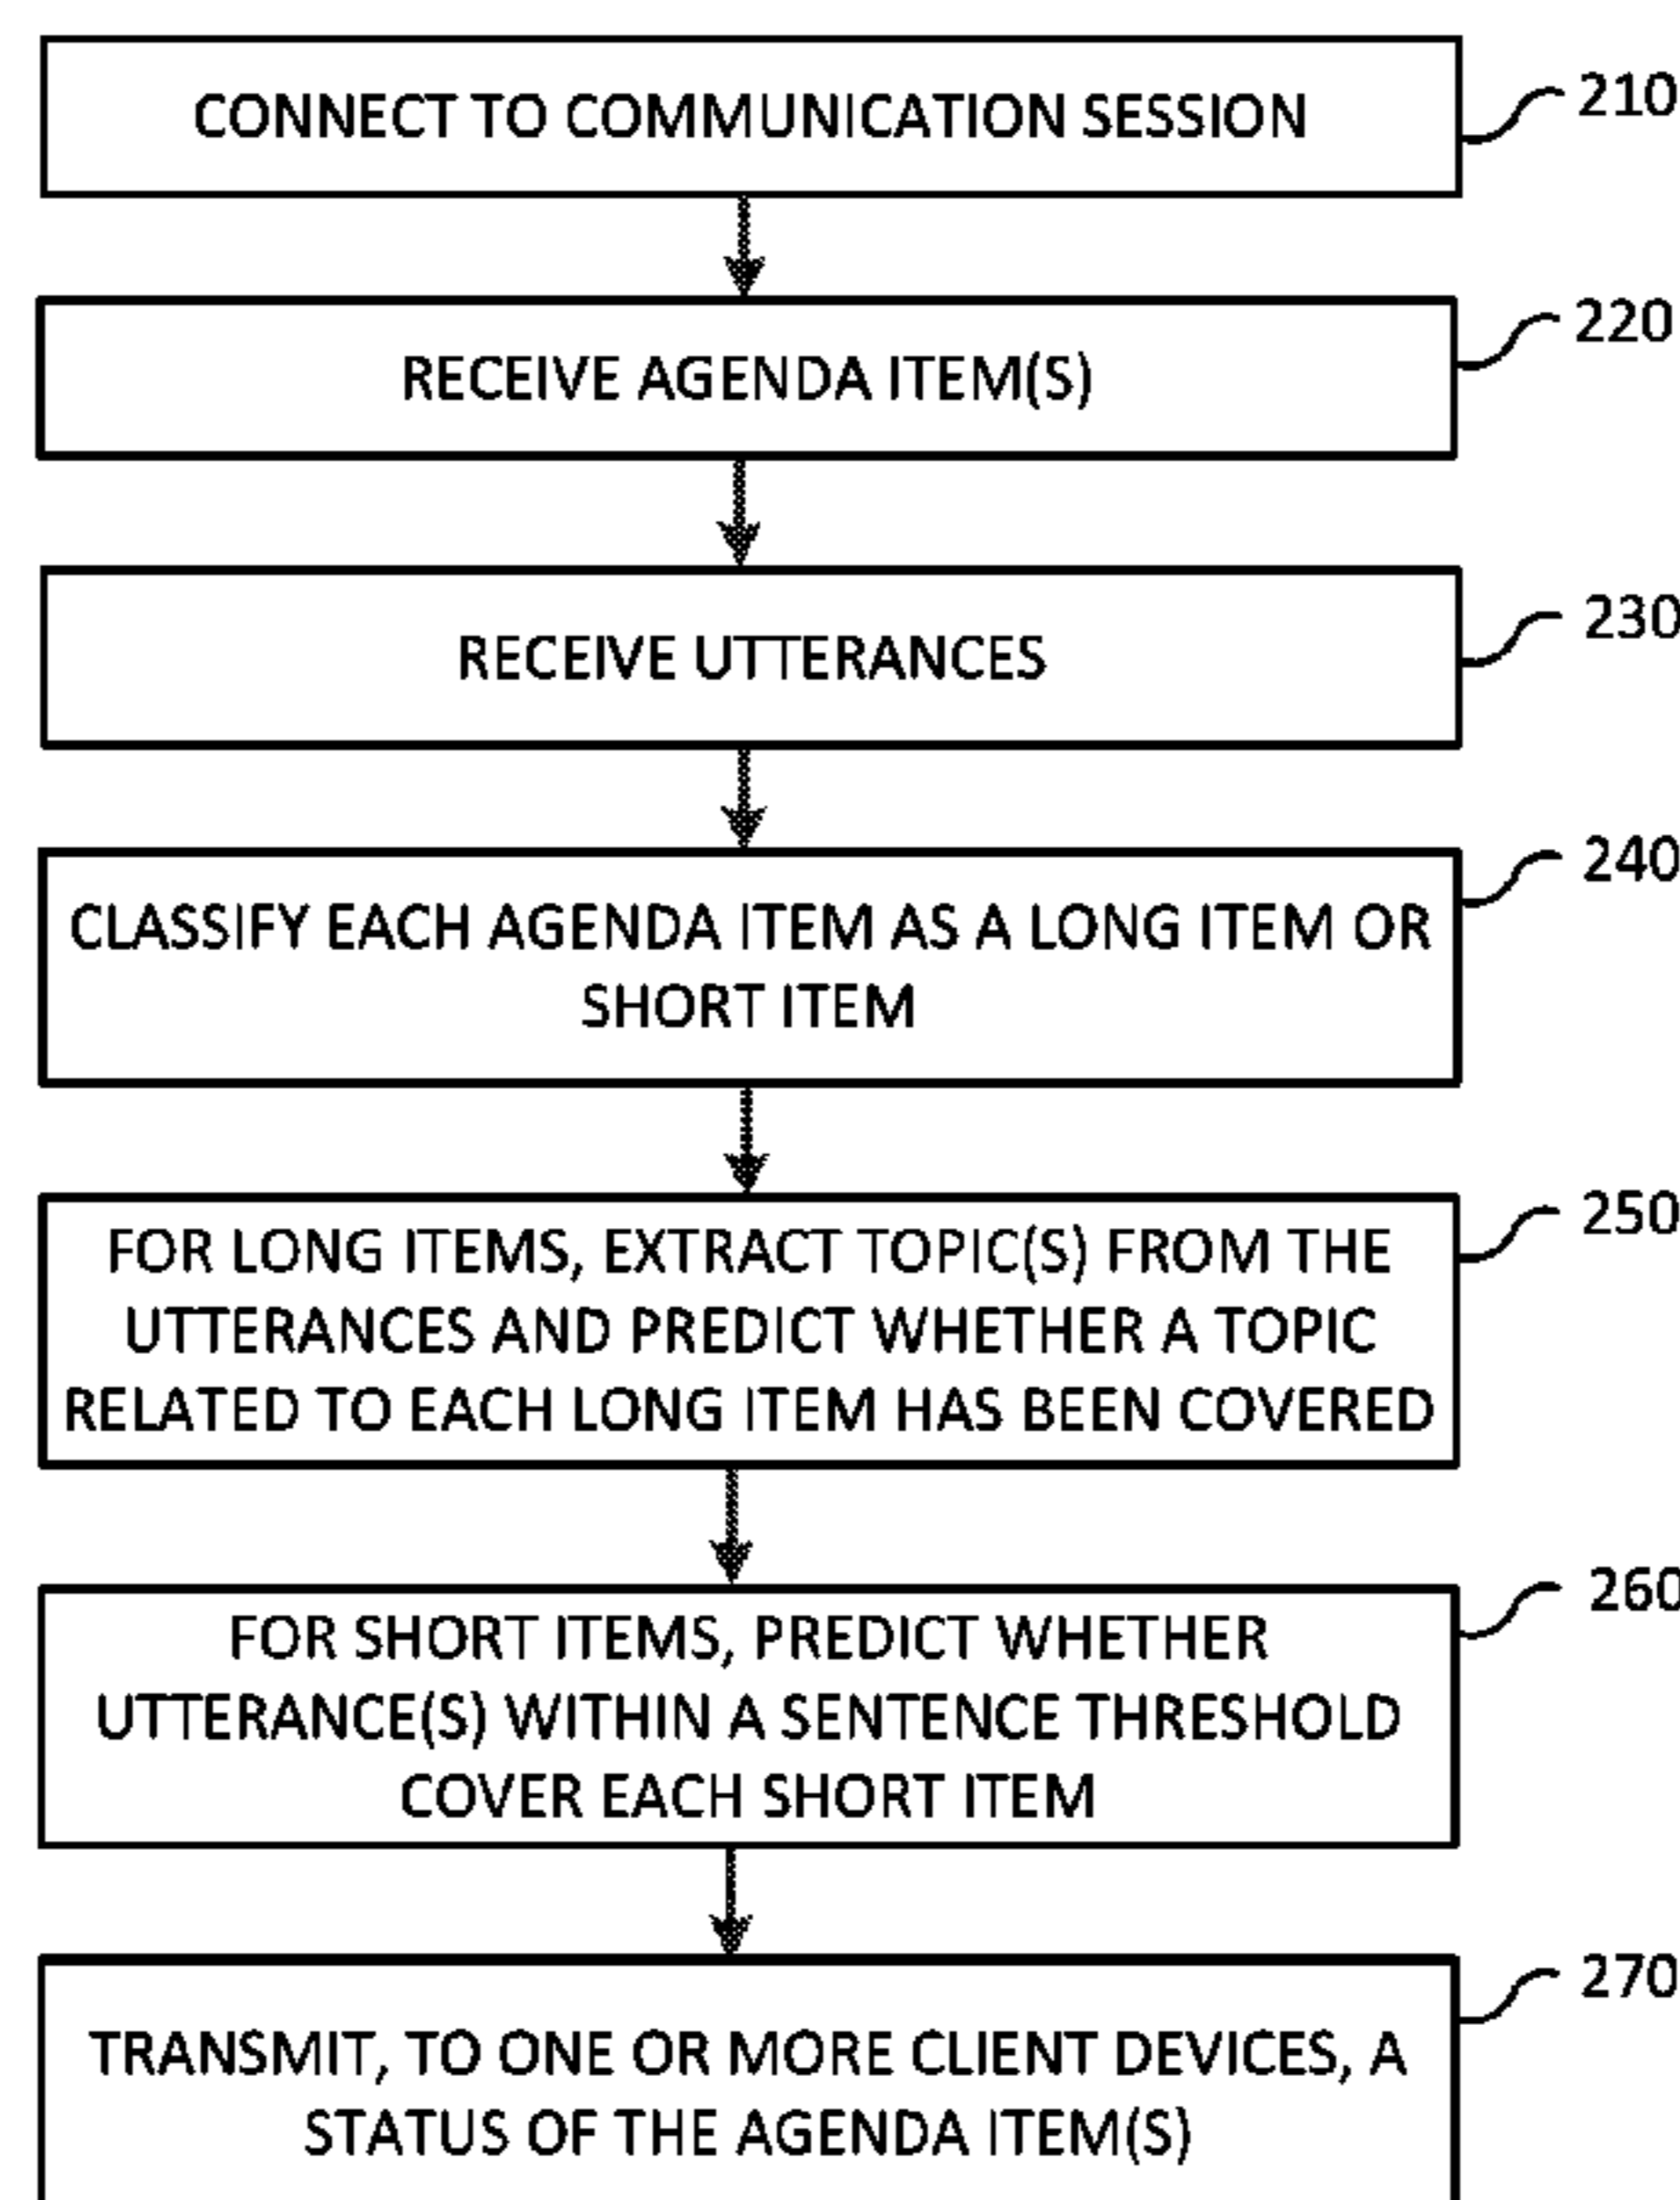 CONNECT TO COMMUNICATION SESSION
210
RECEIVE AGENDA ITEM(S)
220
RECEIVE UTTERANCES
230
CLASSIFY EACH AGENDA ITEM AS A LONG ITEM OR
SHORT ITEM
240
FOR LONG ITEMS, EXTRACT TOPIC(S) FROM THE
UTTERANCES AND PREDICT WHETHER A TOPIC
RELATED TO EACH LONG ITEM HAS BEEN COVERED
250
FOR SHORT ITEMS, PREDICT WHETHER
UTTERANCE(S) WITHIN A SENTENCE THRESHOLD
COVER EACH SHORT ITEM
260
TRANSMIT, TO ONE OR MORE CLIENT DEVICES, A
STATUS OF THE AGENDA ITEM(S)
270